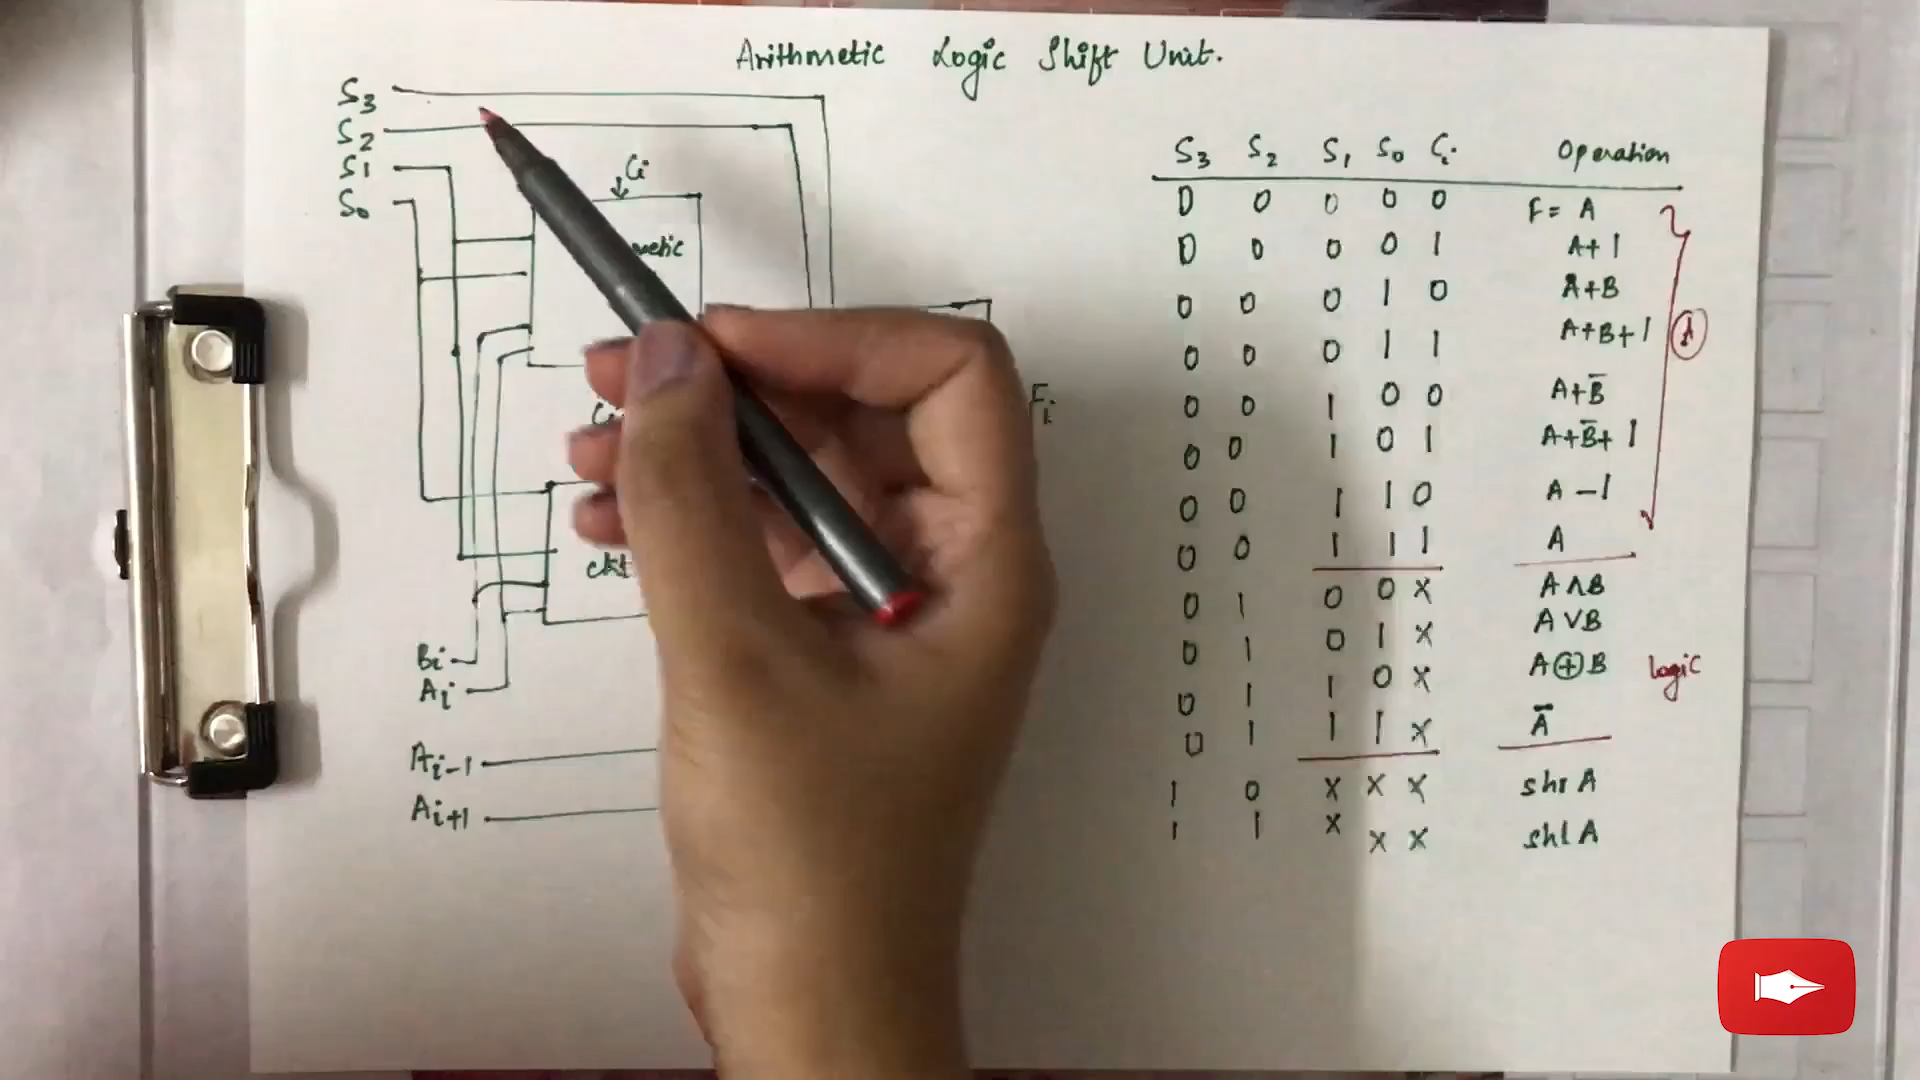 Arithmetic Logic Shift Unit.
S3
S2
S1
S0
Ci
Bi
Ai
Ai-1
Ai+1
Fi
ckt
S3 S2 S1 S0 Ci Operation
0 0 0 0 0 F = A
0 0 0 0 1 A+1
0 0 0 1 0 A+B
0 0 0 1 1 A+B+1
0 0 1 0 0 A+B̅
0 0 1 0 1 A+B̅+1
0 0 1 1 0 A-1
0 0 1 1 1 A
A
0 1 0 0 x A∧B
0 1 0 1 x A∨B
0 1 1 0 x A⊕B
logic
0 1 1 1 x A̅
1 0 x x x shr A
1 1 x x x shl A